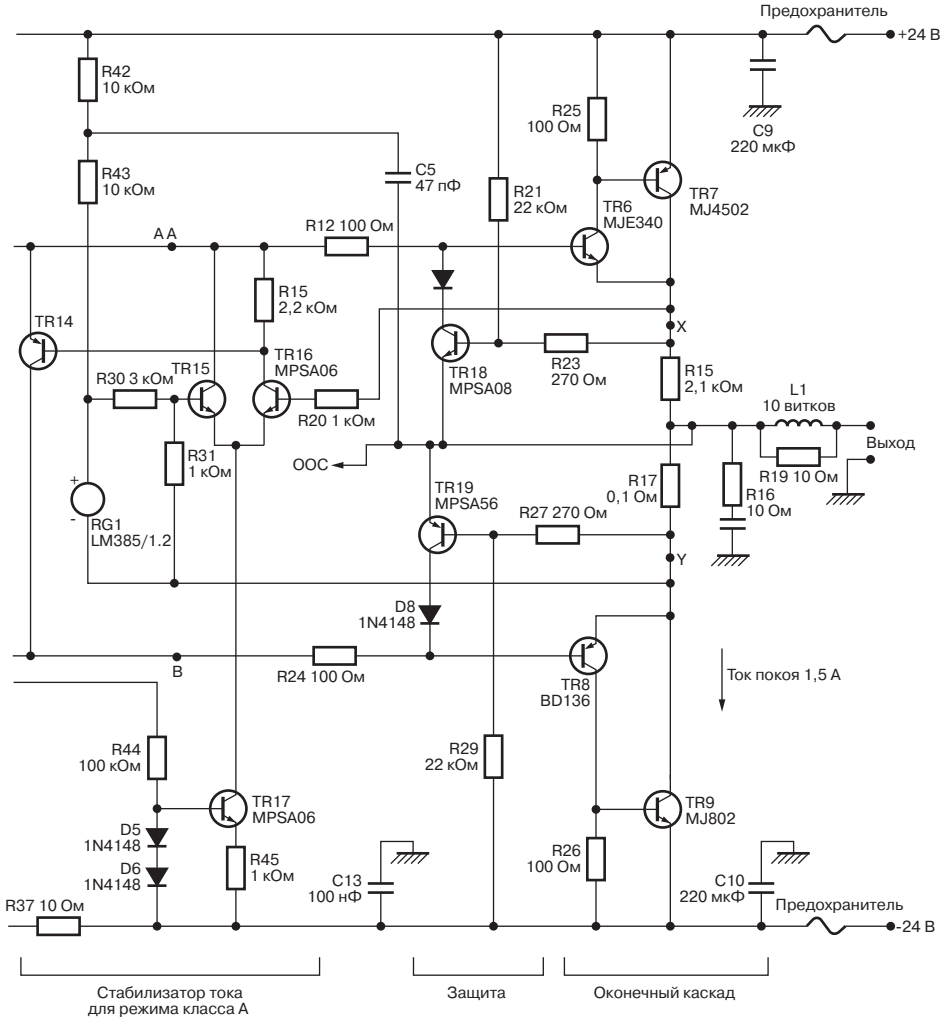 Предохранитель
+24 В
R42
10 кОм
R25
100 Ом
C9
220 мкФ
R43
10 кОм
C5
47 пФ
R21
22 кОм
TR7
MJ4502
TR6
MJE340
A A
R12 100 Ом
R15
2,2 кОм
X
TR14
TR16
MPSA06
TR15
R30 3 кОм
TR18
MPSA08
R23
270 Ом
R15
2,1 кОм
L1
10 витков
R20 1 кОм
Выход
R31
1 кОм
ООС
R19 10 Ом
R17
0,1 Ом
R16
10 Ом
TR19
MPSA56
R27 270 Ом
+
-
RG1
LM385/1.2
Y
D8
1N4148
B
R24 100 Ом
TR8
BD136
Ток покоя 1,5 А
R44
100 кОм
R29
22 кОм
TR17
MPSA06
TR9
MJ802
D5
1N4148
D6
1N4148
R45
1 кОм
C13
100 нФ
R26
100 Ом
C10
220 мкФ
R37 10 Ом
Предохранитель
-24 В
Стабилизатор тока
для режима класса А
Защита
Оконечный каскад